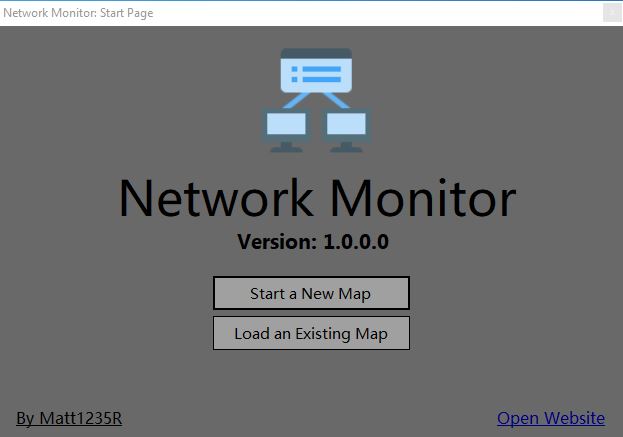 Network Monitor: Start Page
Network Monitor
Version: 1.0.0.0
Start a New Map
Load an Existing Map
By Matt1235R
Open Website